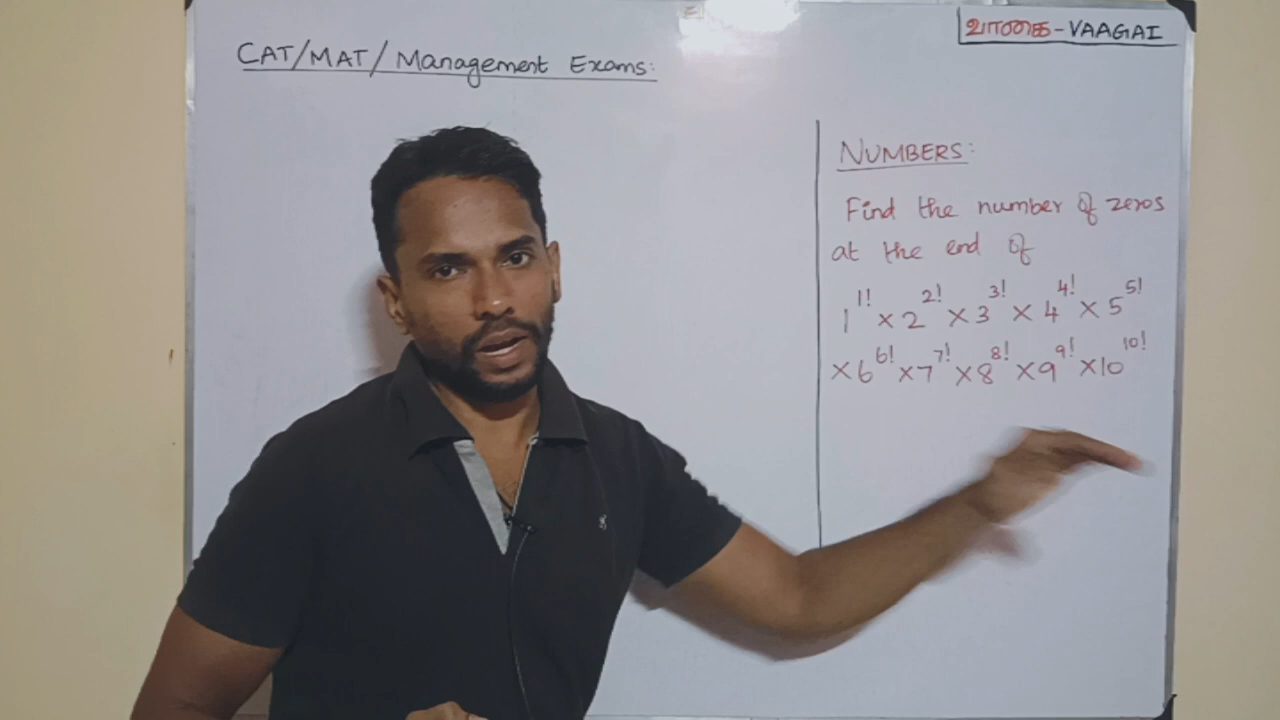 CAT/MAT/Management Exams:
வாகை-VAAGAI
NUMBERS:
Find the number of zeros
at the end of
1^1! × 2^2! × 3^3! × 4^4! × 5^5!
×6^6! ×7^7! ×8^8! ×9^9! ×10^10!